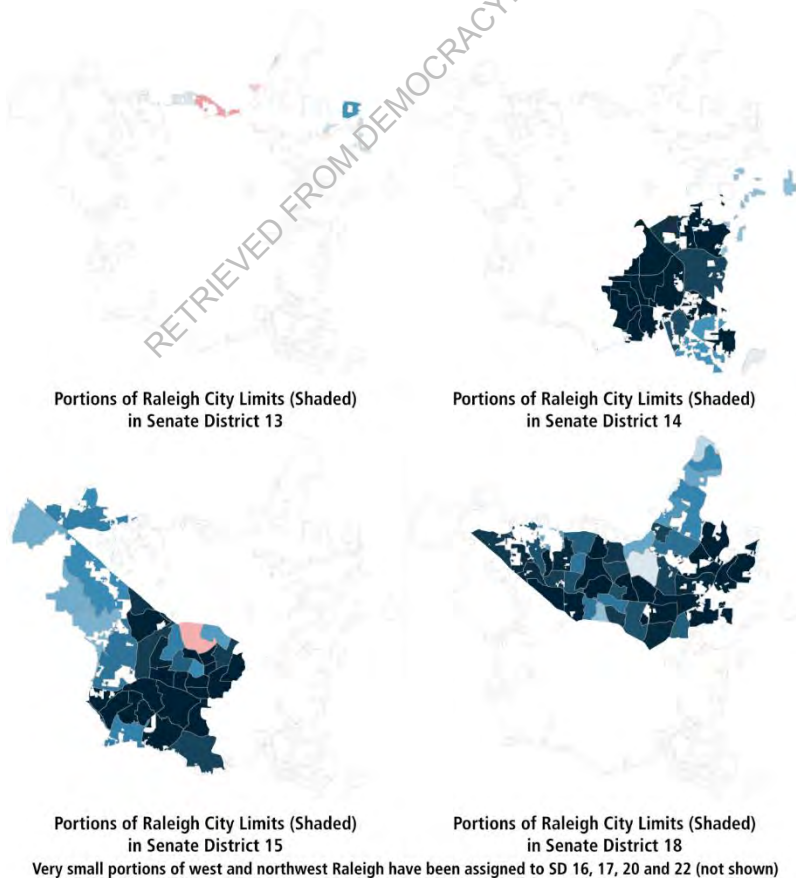 RETRIEVED FROM DEMOCRACY
Portions of Raleigh City Limits (Shaded)
in Senate District 13
Portions of Raleigh City Limits (Shaded)
in Senate District 14
Portions of Raleigh City Limits (Shaded)
in Senate District 15
Portions of Raleigh City Limits (Shaded)
in Senate District 18
Very small portions of west and northwest Raleigh have been assigned to SD 16, 17, 20 and 22 (not shown)